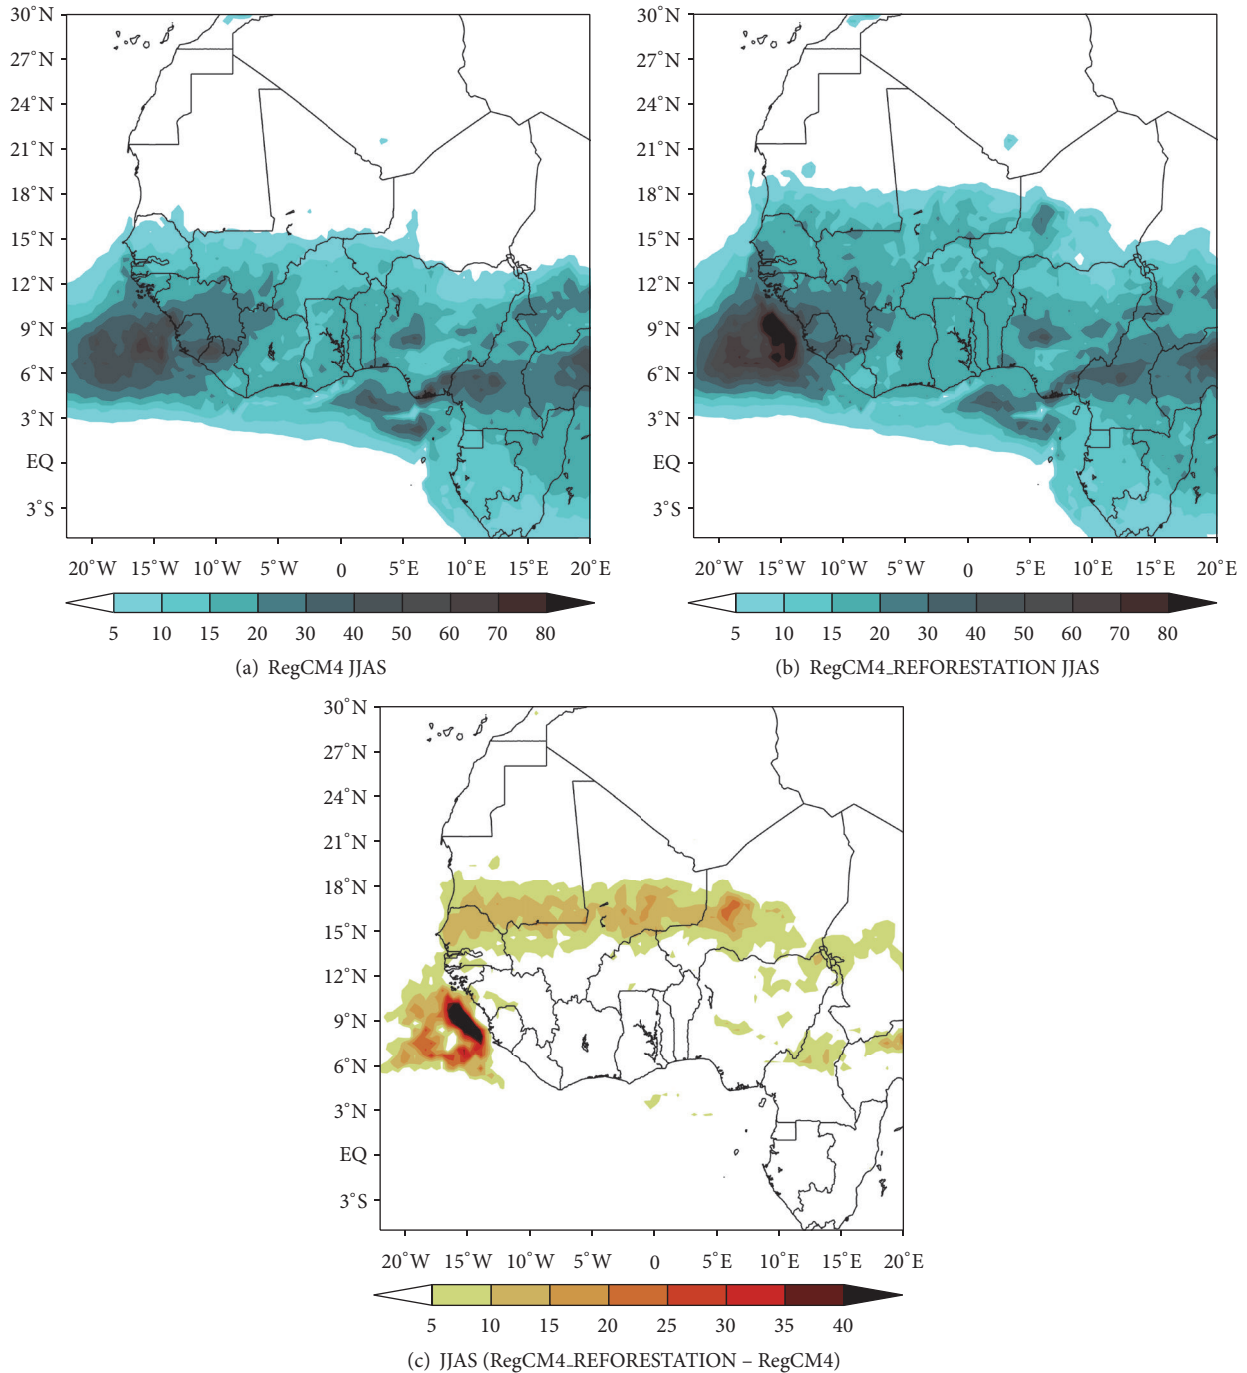 30°N
27°N
24°N
21°N
18°N
15°N
12°N
9°N
6°N
3°N
EQ
3°S
20°W 15°W 10°W 5°W 0 5°E 10°E 15°E 20°E
5 10 15 20 30 40 50 60 70 80
(a) RegCM4 JJAS
30°N
27°N
24°N
21°N
18°N
15°N
12°N
9°N
6°N
3°N
EQ
3°S
20°W 15°W 10°W 5°W 0 5°E 10°E 15°E 20°E
5 10 15 20 30 40 50 60 70 80
(b) RegCM4_REFORESTATION JJAS
30°N
27°N
24°N
21°N
18°N
15°N
12°N
9°N
6°N
3°N
EQ
3°S
20°W 15°W 10°W 5°W 0 5°E 10°E 15°E 20°E
5 10 15 20 25 30 35 40
(c) JJAS (RegCM4_REFORESTATION – RegCM4)